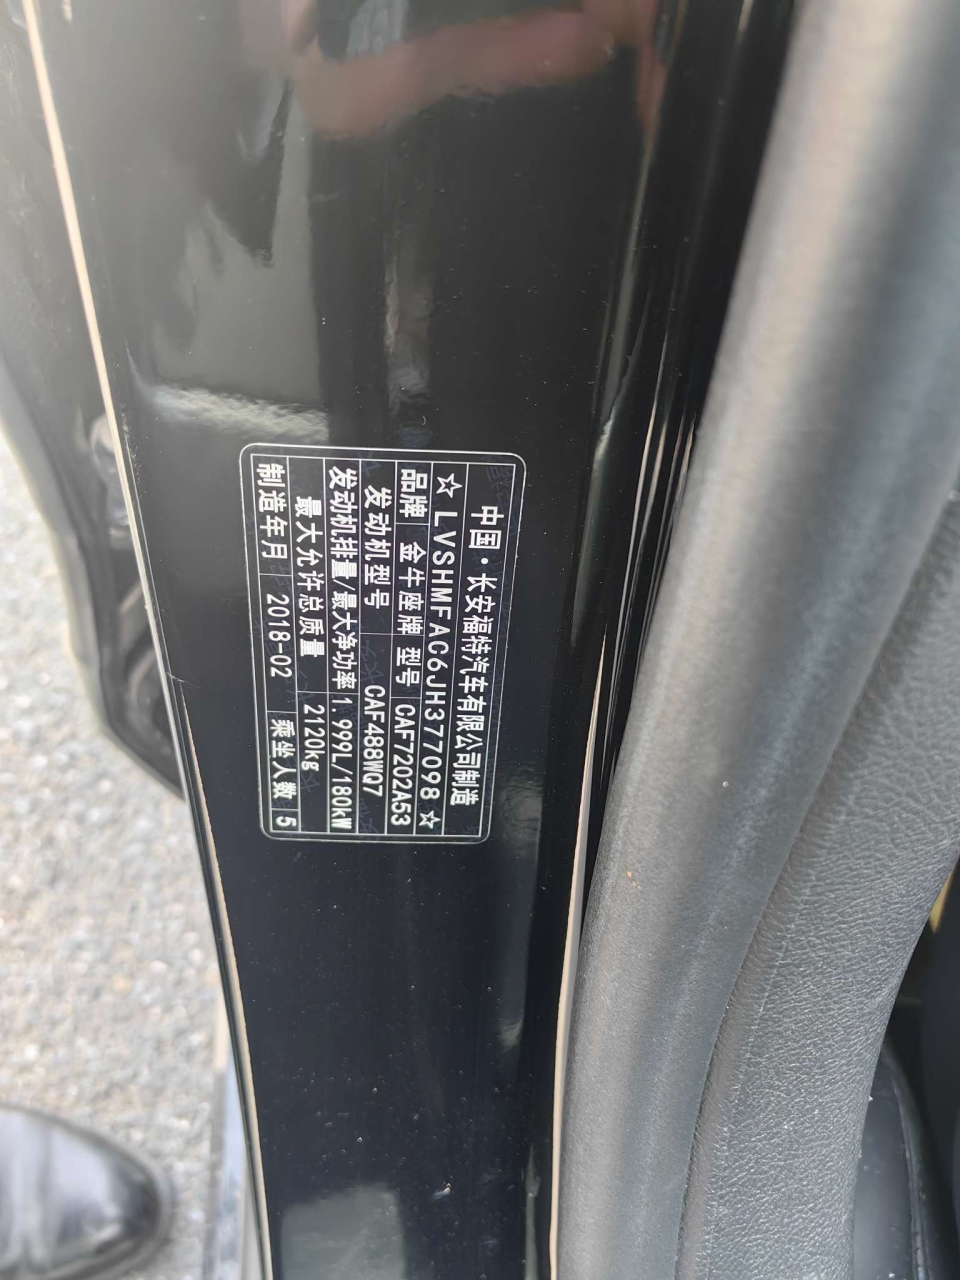 中国·长安福特汽车有限公司制造
☆LVSHMFAC6JH377098☆
品牌 金牛座牌 型号 CAF7202A53
发动机型号 CAF488WQ7
发动机排量/最大净功率 1.999L/180kW
最大允许总质量 2120kg
制造年月 2018-02 乘坐人数 5